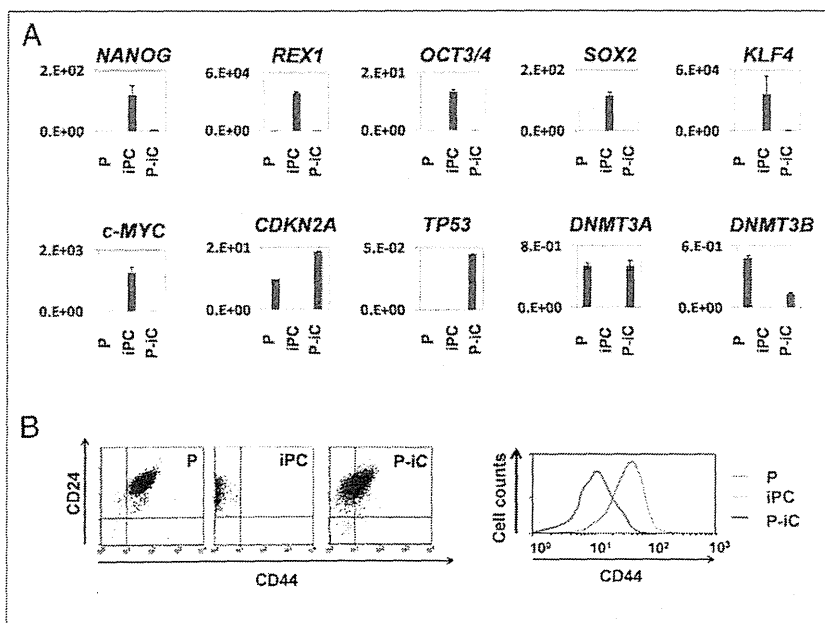 A
NANOG REX1 OCT3/4 SOX2 KLF4
2.E+02 6.E+04 2.E+01 2.E+02 6.E+04
0.E+00 0.E+00 0.E+00 0.E+00 0.E+00
P iPC P-iC P iPC P-iC P iPC P-iC P iPC P-iC P iPC P-iC
c-MYC CDKN2A TP53 DNMT3A DNMT3B
2.E+03 2.E+01 5.E-02 8.E-01 6.E-01
0.E+00 0.E+00 0.E+00 0.E+00 0.E+00
P iPC P-iC P iPC P-iC P iPC P-iC P iPC P-iC P iPC P-iC
B
CD24
P iPC P-iC
CD44
Cell counts
10⁰ 10¹ 10² 10³
CD44
P
iPC
P-iC